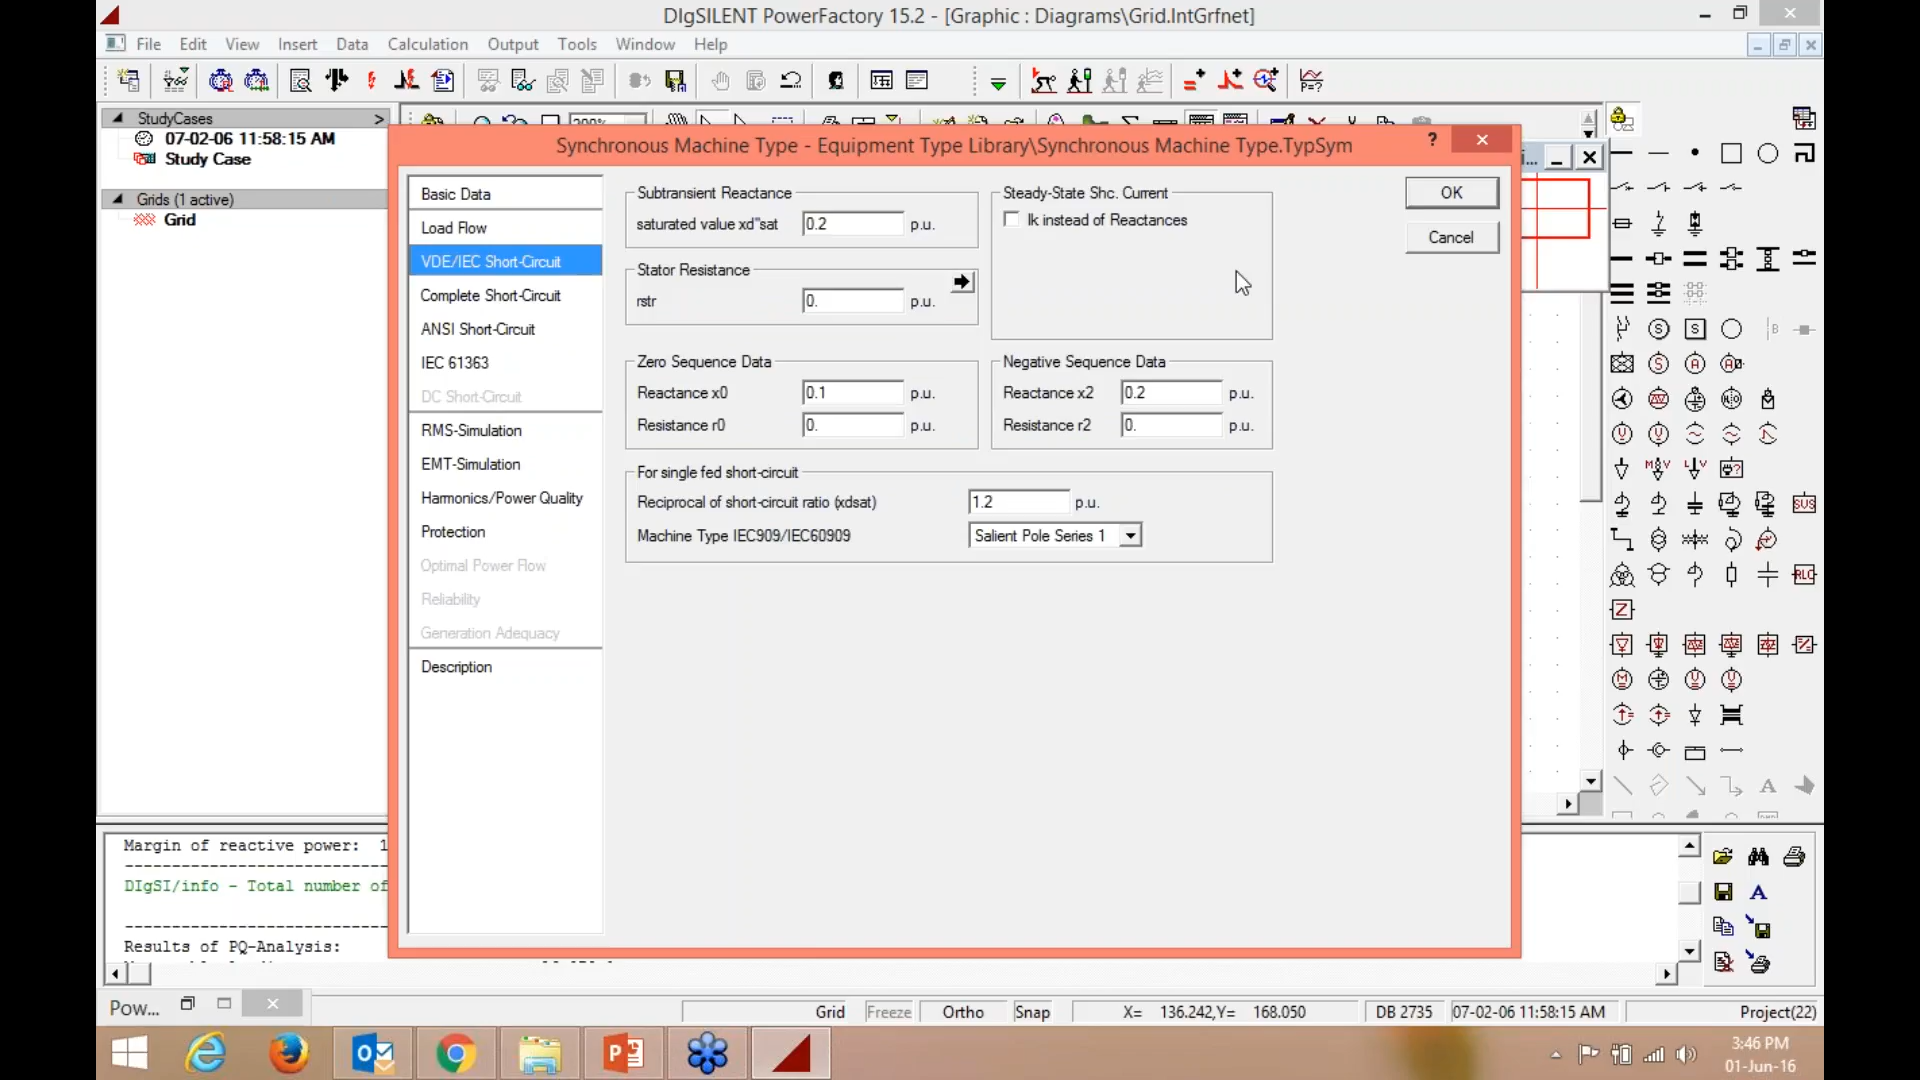 DIgSILENT PowerFactory 15.2 - [Graphic : Diagrams\Grid.IntGrfnet]
File Edit View Insert Data Calculation Output Tools Window Help
StudyCases
07-02-06 11:58:15 AM
Study Case
Grids (1 active)
Grid
Synchronous Machine Type - Equipment Type Library\Synchronous Machine Type.TypSym
Basic Data
Load Flow
VDE/IEC Short-Circuit
Complete Short-Circuit
ANSI Short-Circuit
IEC 61363
DC Short-Circuit
RMS-Simulation
EMT-Simulation
Harmonics/Power Quality
Protection
Optimal Power Flow
Reliability
Generation Adequacy
Description
Subtransient Reactance
saturated value xd"sat 0.2 p.u.
Stator Resistance
rstr 0. p.u.
Steady-State Shc. Current
Ik instead of Reactances
OK
Cancel
Zero Sequence Data
Reactance x0 0.1 p.u.
Resistance r0 0. p.u.
Negative Sequence Data
Reactance x2 0.2 p.u.
Resistance r2 0. p.u.
For single fed short-circuit
Reciprocal of short-circuit ratio (xdsat) 1.2 p.u.
Machine Type IEC909/IEC60909 Salient Pole Series 1
Margin of reactive power: 1
DIgSI/info - Total number of
Results of PQ-Analysis:
Pow...
Grid Freeze Ortho Snap X= 136.242,Y= 168.050 DB 2735 07-02-06 11:58:15 AM Project(22)
3:46 PM
01-Jun-16